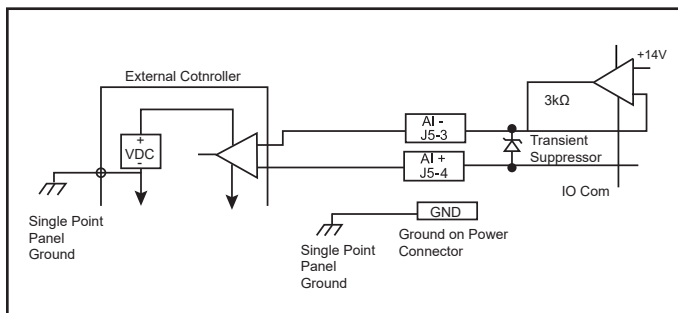 External Cotnroller
+
VDC
-
Single Point
Panel
Ground
AI -
J5-3
AI +
J5-4
GND
Ground on Power
Connector
Single Point
Panel
Ground
+14V
3kΩ
Transient
Suppressor
IO Com